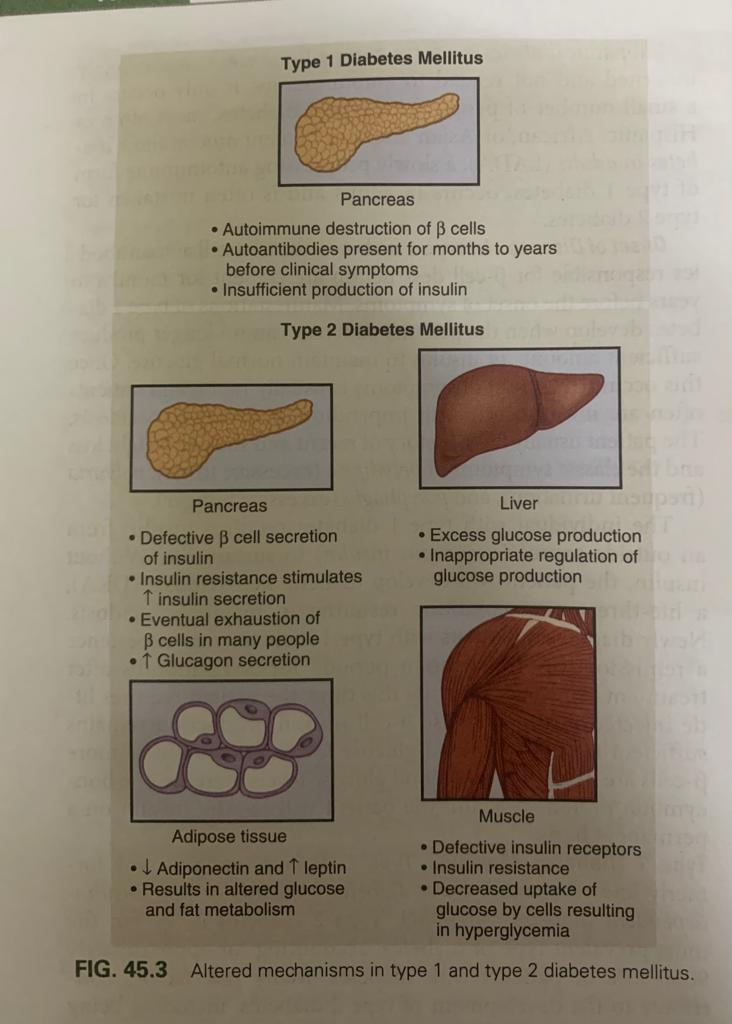 Type 1 Diabetes Mellitus
Pancreas
• Autoimmune destruction of β cells
• Autoantibodies present for months to years
before clinical symptoms
• Insufficient production of insulin
Type 2 Diabetes Mellitus
Pancreas
• Defective β cell secretion
of insulin
• Insulin resistance stimulates
↑ insulin secretion
• Eventual exhaustion of
β cells in many people
• ↑ Glucagon secretion
Liver
• Excess glucose production
• Inappropriate regulation of
glucose production
Adipose tissue
• ↓ Adiponectin and ↑ leptin
• Results in altered glucose
and fat metabolism
Muscle
• Defective insulin receptors
• Insulin resistance
• Decreased uptake of
glucose by cells resulting
in hyperglycemia
FIG. 45.3 Altered mechanisms in type 1 and type 2 diabetes mellitus.